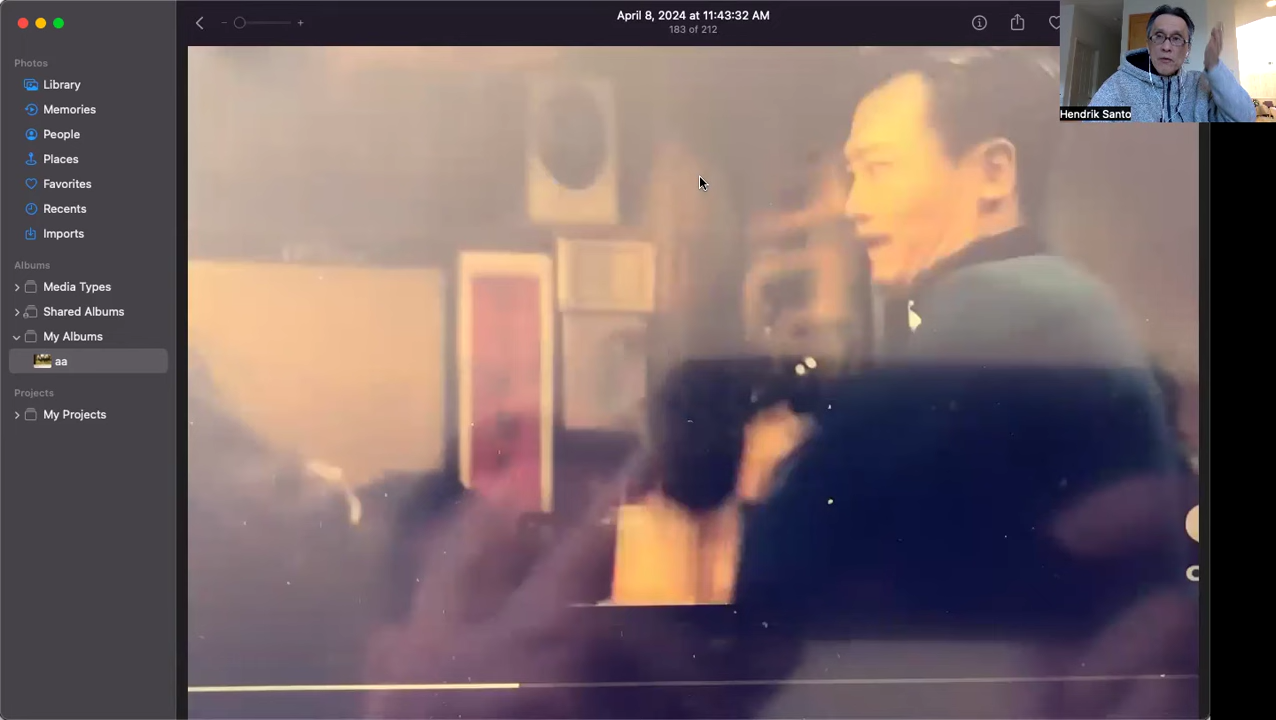 April 8, 2024 at 11:43:32 AM
183 of 212
Hendrik Santo
Photos
Library
Memories
People
Places
Favorites
Recents
Imports
Albums
Media Types
Shared Albums
My Albums
aa
Projects
My Projects